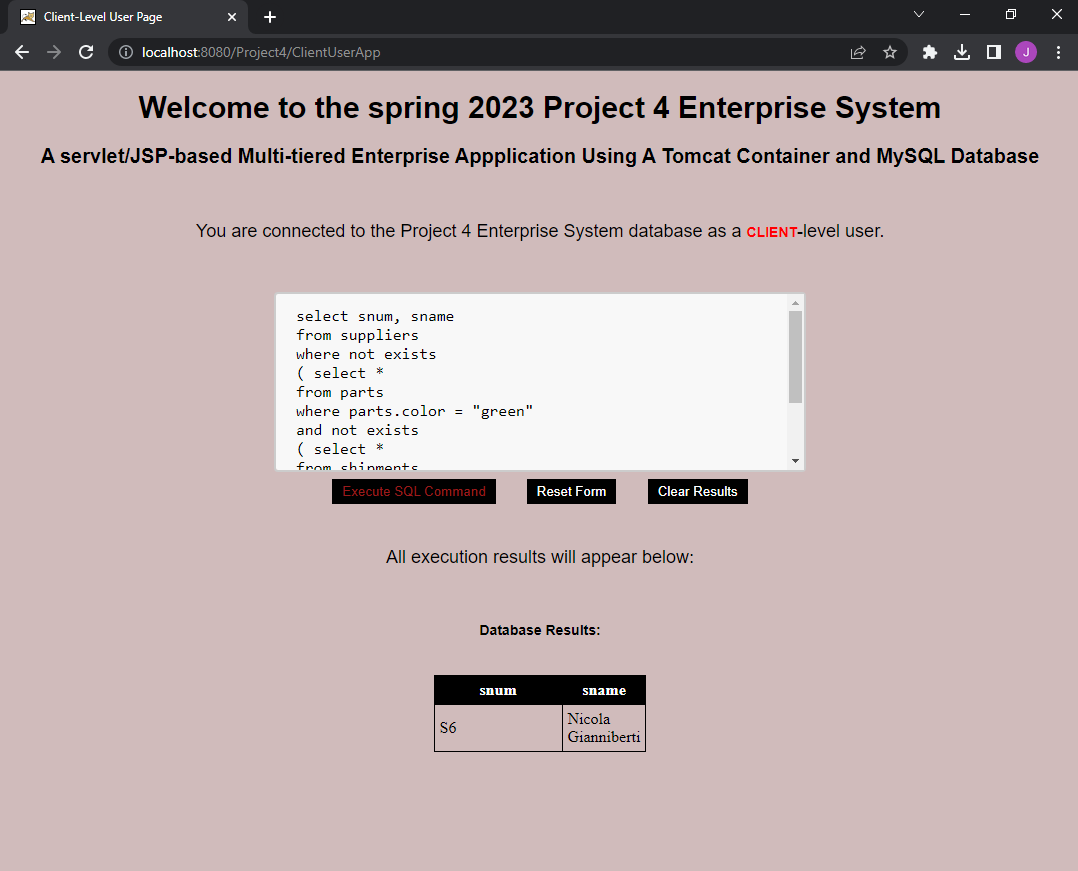 Client-Level User Page
localhost:8080/Project4/ClientUserApp
J
Welcome to the spring 2023 Project 4 Enterprise System
A servlet/JSP-based Multi-tiered Enterprise Appplication Using A Tomcat Container and MySQL Database
You are connected to the Project 4 Enterprise System database as a CLIENT-level user.
select snum, sname
from suppliers
where not exists
( select *
from parts
where parts.color = "green"
and not exists
( select *
from shipments
Execute SQL Command Reset Form Clear Results
All execution results will appear below:
Database Results:
snum sname
S6 Nicola
Gianniberti